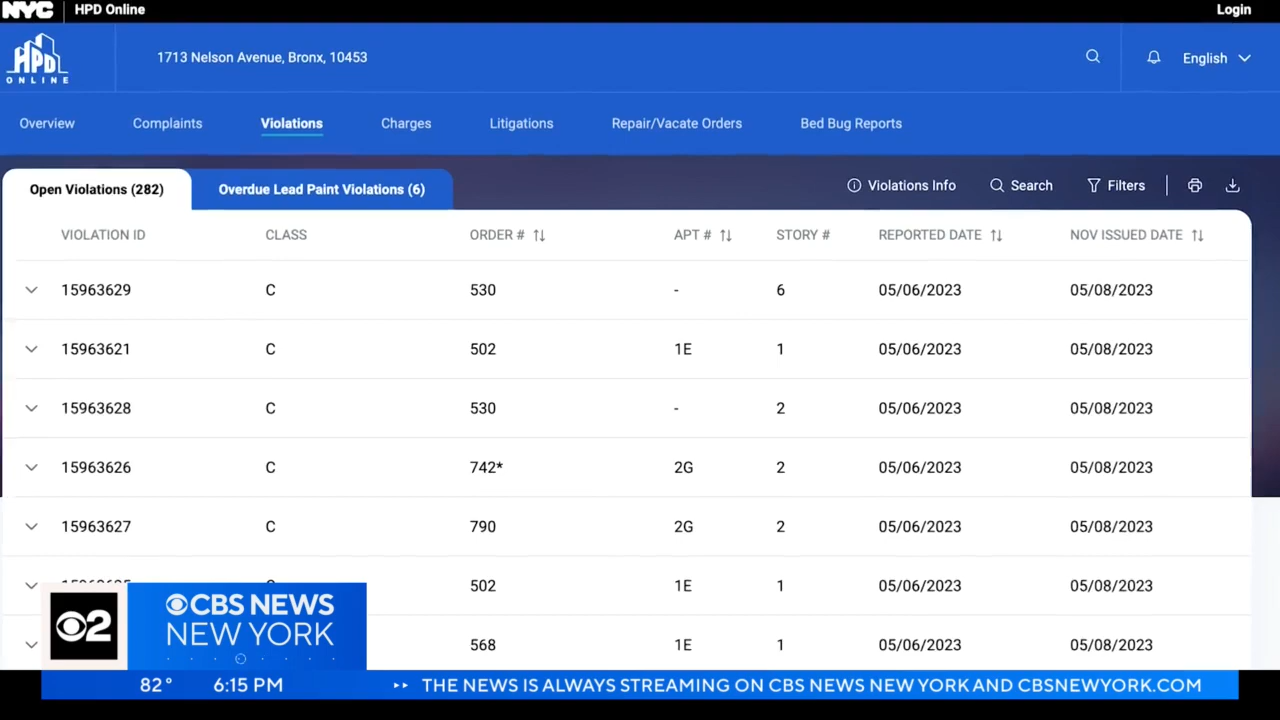 NYC HPD Online Login
HPD ONLINE 1713 Nelson Avenue, Bronx, 10453 English
Overview Complaints Violations Charges Litigations Repair/Vacate Orders Bed Bug Reports
Open Violations (282) Overdue Lead Paint Violations (6) Violations Info Search Filters
VIOLATION ID CLASS ORDER # APT # STORY # REPORTED DATE NOV ISSUED DATE
15963629 C 530 - 6 05/06/2023 05/08/2023
15963621 C 502 1E 1 05/06/2023 05/08/2023
15963628 C 530 - 2 05/06/2023 05/08/2023
15963626 C 742* 2G 2 05/06/2023 05/08/2023
15963627 C 790 2G 2 05/06/2023 05/08/2023
502 1E 1 05/06/2023 05/08/2023
568 1E 1 05/06/2023 05/08/2023
2 CBS NEWS
NEW YORK
82° 6:15 PM THE NEWS IS ALWAYS STREAMING ON CBS NEWS NEW YORK AND CBSNEWYORK.COM